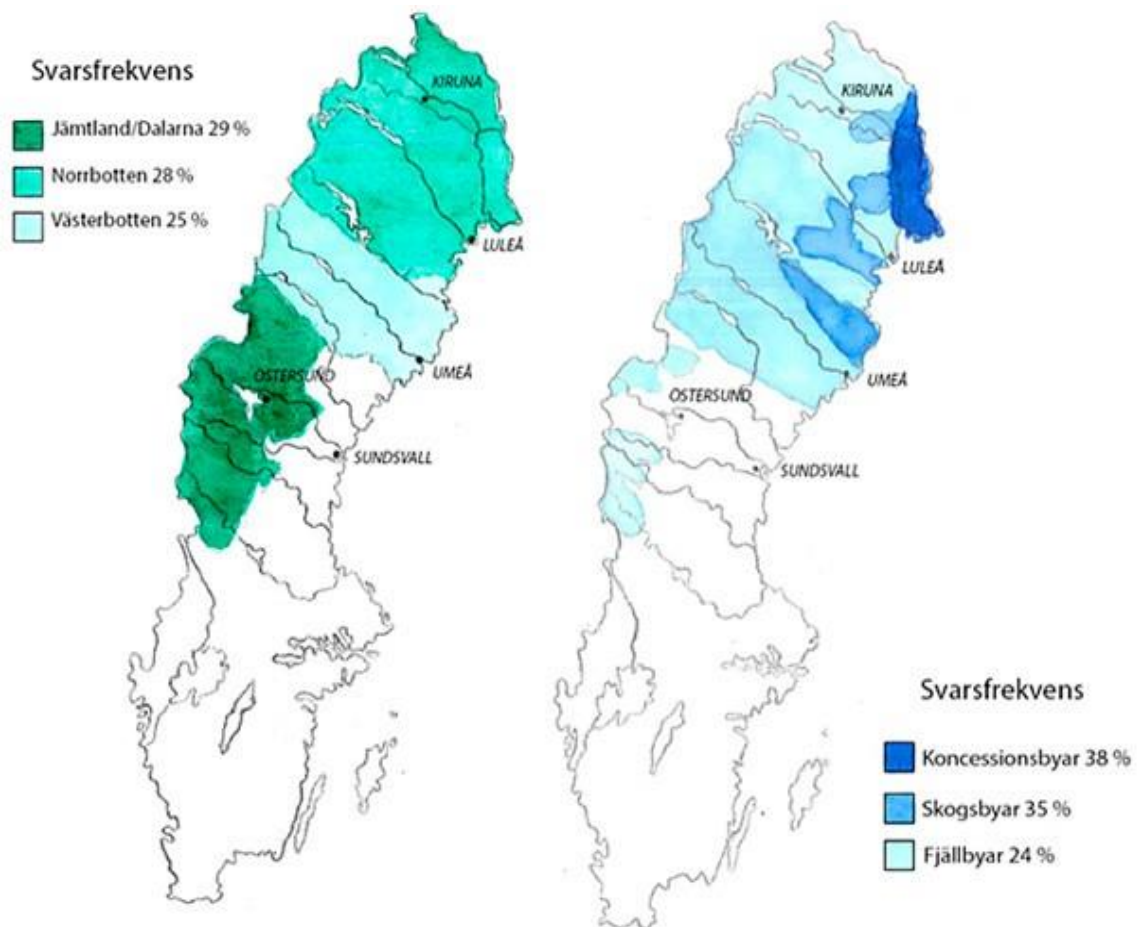 Svarsfrekvens
Jämtland/Dalarna 29 %
Norrbotten 28 %
Västerbotten 25 %
KIRUNA
LULEÅ
UMEÅ
ÖSTERSUND
SUNDSVALL
KIRUNA
LULEÅ
UMEÅ
ÖSTERSUND
SUNDSVALL
Svarsfrekvens
Koncessionsbyar 38 %
Skogsbyar 35 %
Fjällbyar 24 %